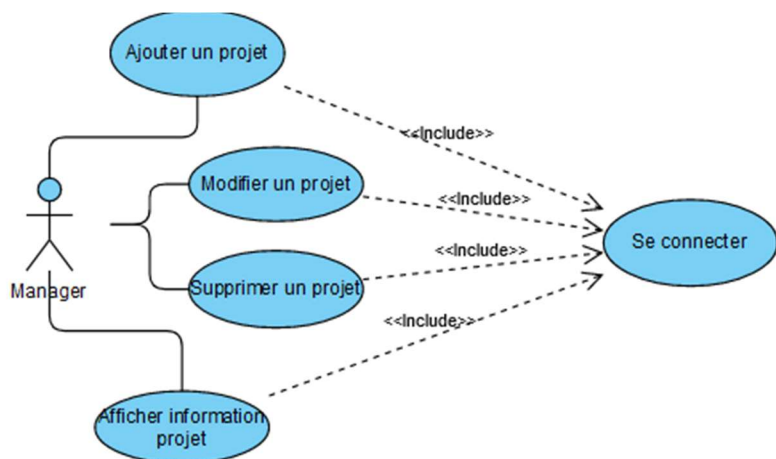 Ajouter un projet
<<Include>>
Modifier un projet
<<Include>>
Se connecter
<<Include>>
Supprimer un projet
Manager
<<Include>>
Afficher information
projet